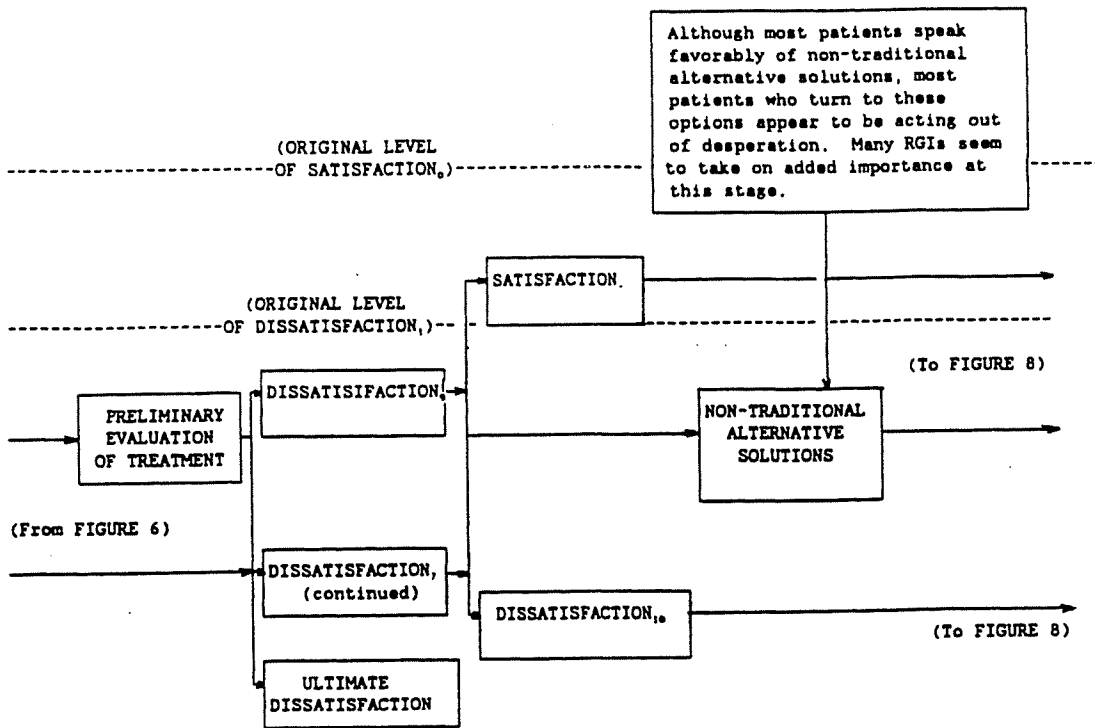 Although most patients speak
favorably of non-traditional
alternative solutions, most
patients who turn to these
options appear to be acting out
of desperation. Many RGIs seem
to take on added importance at
this stage.
(ORIGINAL LEVEL
OF SATISFACTION₀)
SATISFACTION
(ORIGINAL LEVEL
OF DISSATISFACTION₁)
(To FIGURE 8)
DISSATISIFACTION
PRELIMINARY
EVALUATION
OF TREATMENT
NON-TRADITIONAL
ALTERNATIVE
SOLUTIONS
(From FIGURE 6)
DISSATISFACTION
(continued)
DISSATISFACTION₁₀
(To FIGURE 8)
ULTIMATE
DISSATISFACTION